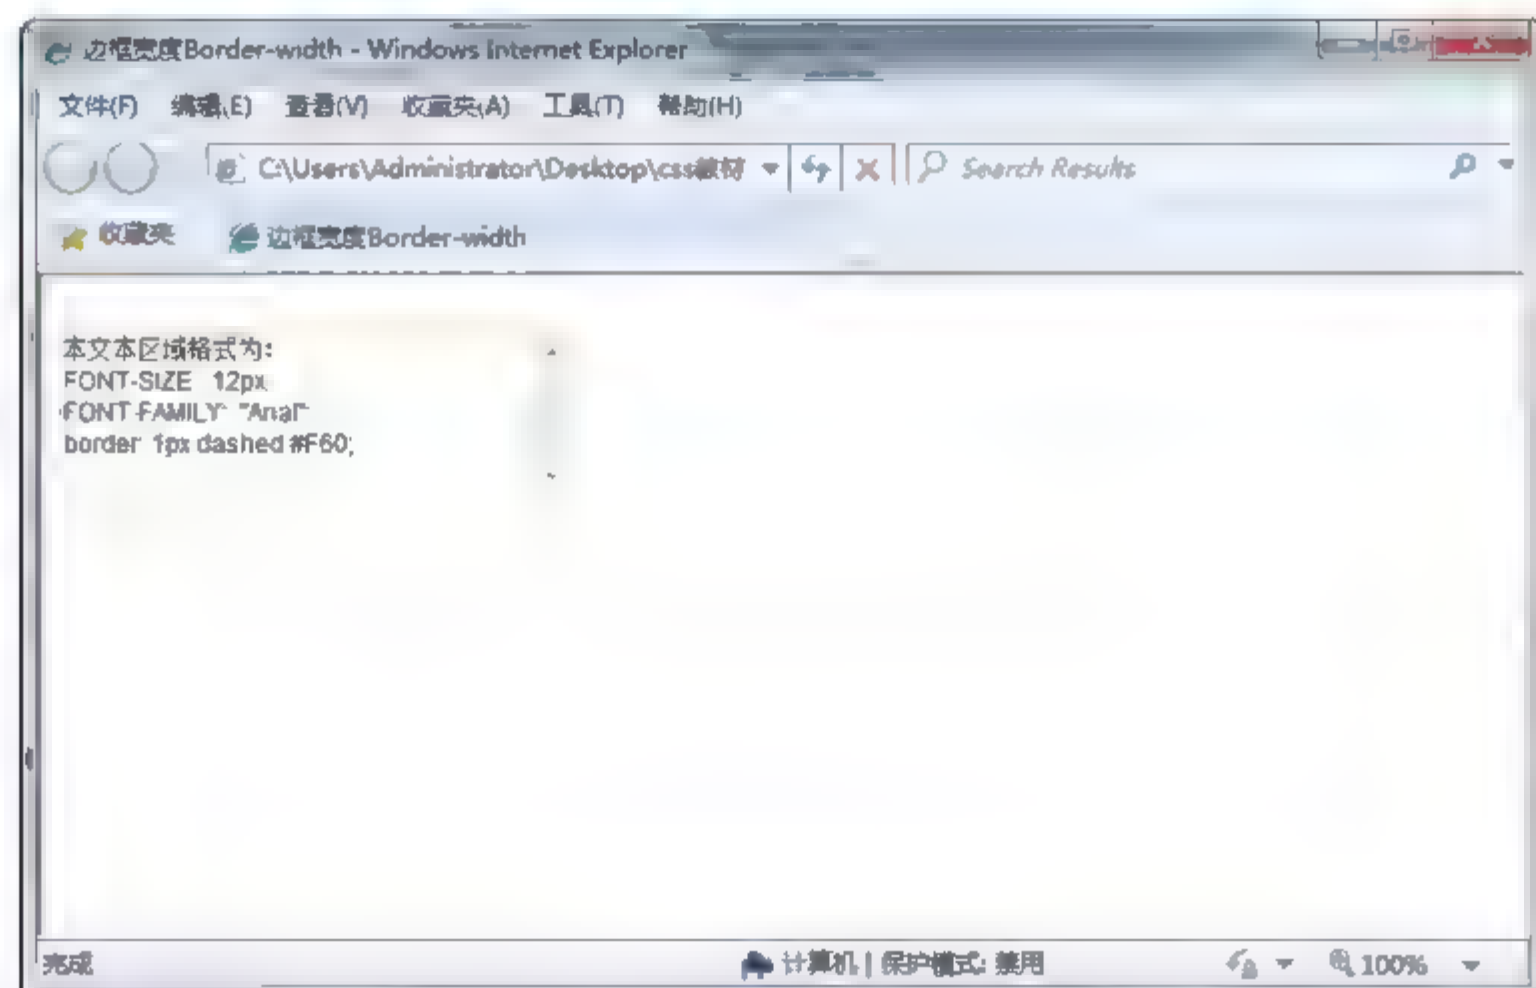 边框宽度Border-width - Windows Internet Explorer
文件(F) 编辑(E) 查看(V) 收藏夹(A) 工具(T) 帮助(H)
C:\Users\Administrator\Desktop\css教材 Search Results
收藏夹 边框宽度Border-width
本文本区域格式为:
FONT-SIZE 12px
FONT-FAMILY: "Arial"
border 1px dashed #F60;
完成 计算机 | 保护模式: 禁用 100%